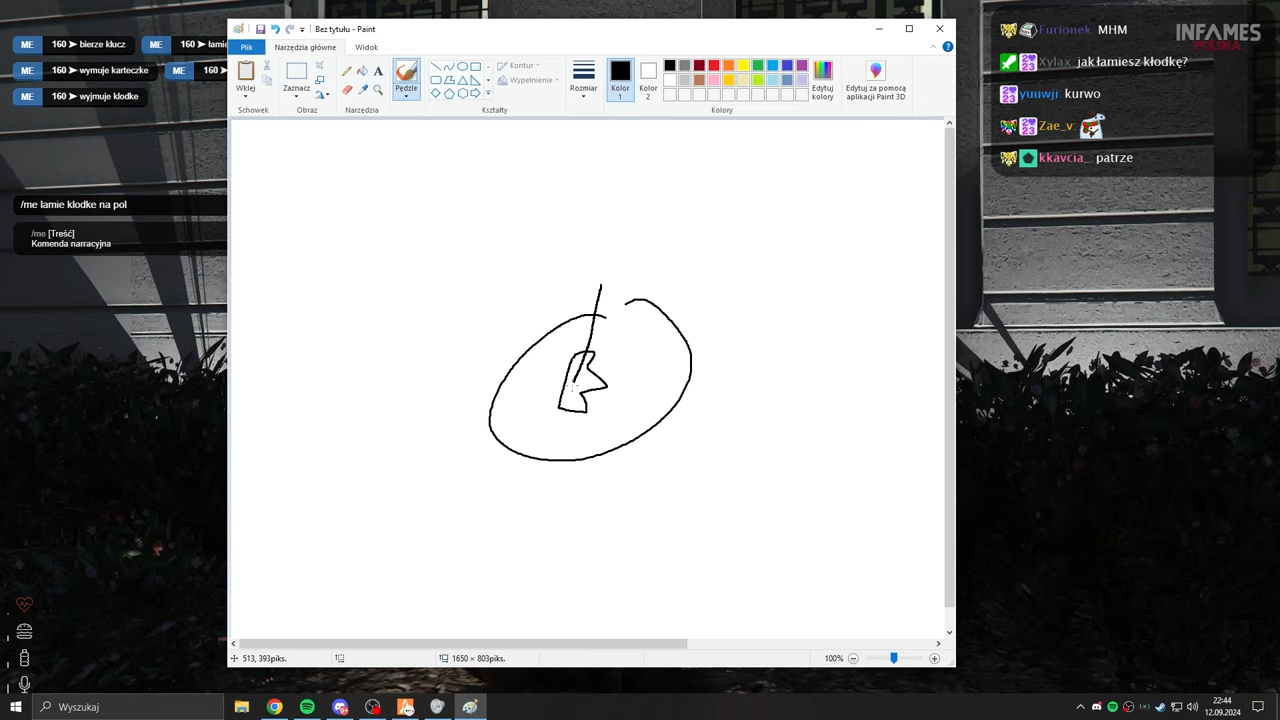 Bez tytułu - Paint
Plik Narzędzia główne Widok
Wklej
Zaznacz
Pędzle
Kontur
Wypełnienie
Rozmiar
Kolor 1
Kolor 2
Edytuj kolory
Edytuj za pomocą aplikacji Paint 3D
Schowek Obraz Narzędzia Kształty Kolory
ME 160 ➤ bierze klucz ME 160 ➤ łamie
ME 160 ➤ wymuje karteczke ME 160 ➤
ME 160 ➤ wyjmuje kłodke
/me łamie klodke na pol
/me [Treść]
Komenda narracyjna
Furionek MHM
Xylax_ jak łamiesz kłodkę?
yuuwji: kurwo
Zae_v:
kkavcia_ patrze
INFAMES
POLSKA
513, 393piks. 1650 × 803piks. 100%
Wyszukaj
22:44
12.09.2024